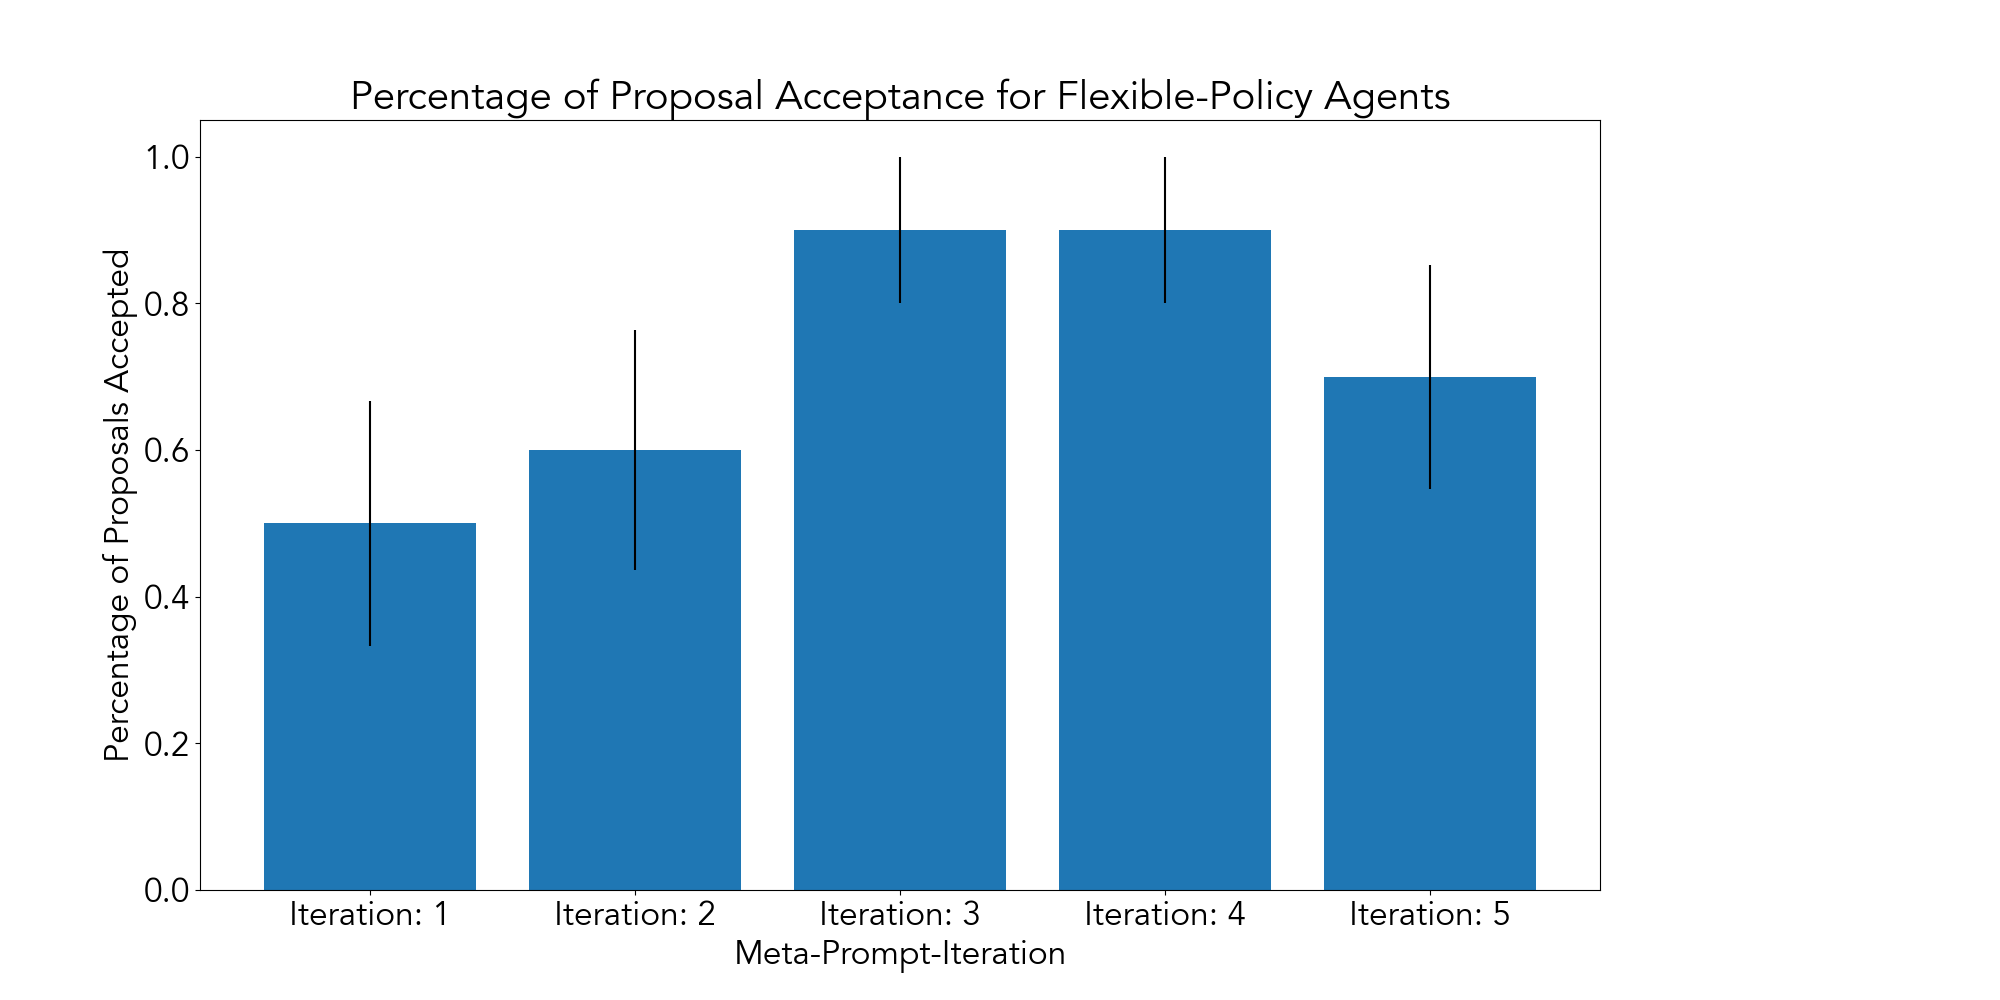 Percentage of Proposal Acceptance for Flexible-Policy Agents
Percentage of Proposals Accepted
1.0
0.8
0.6
0.4
0.2
0.0
Iteration: 1
Iteration: 2
Iteration: 3
Iteration: 4
Iteration: 5
Meta-Prompt-Iteration